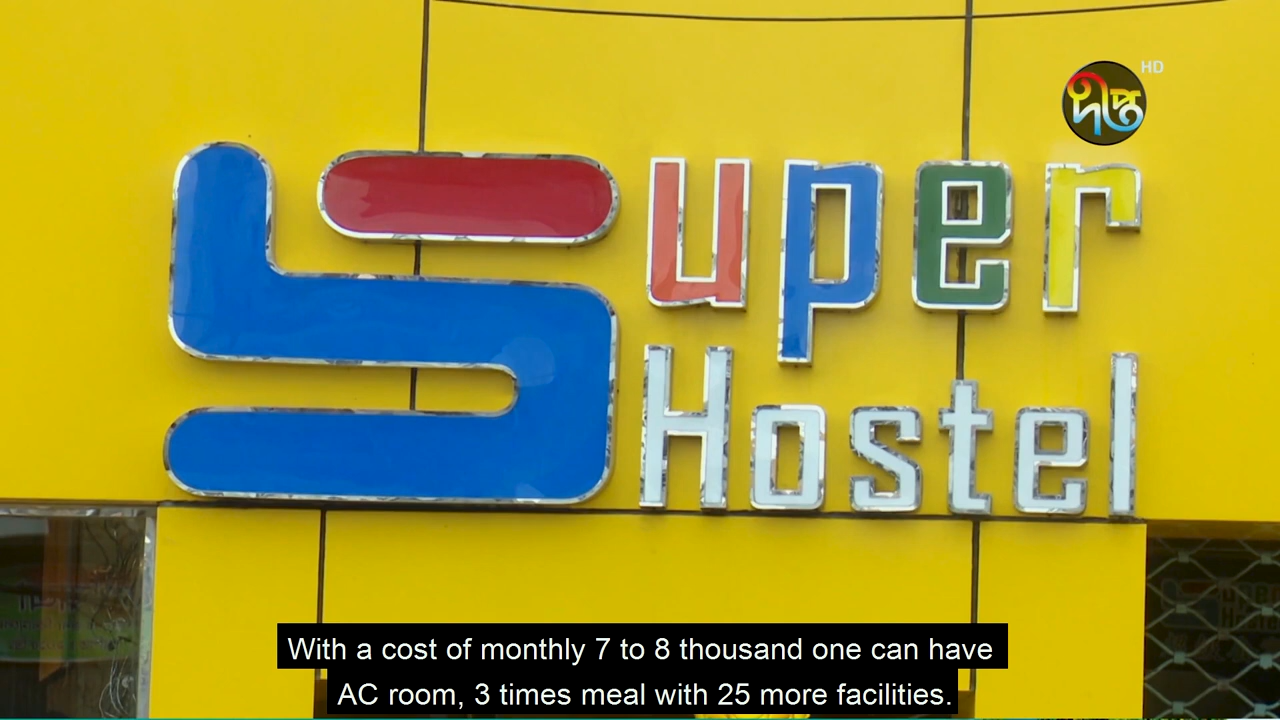 HD
দীপ্ত
Super
Hostel
With a cost of monthly 7 to 8 thousand one can have
AC room, 3 times meal with 25 more facilities.